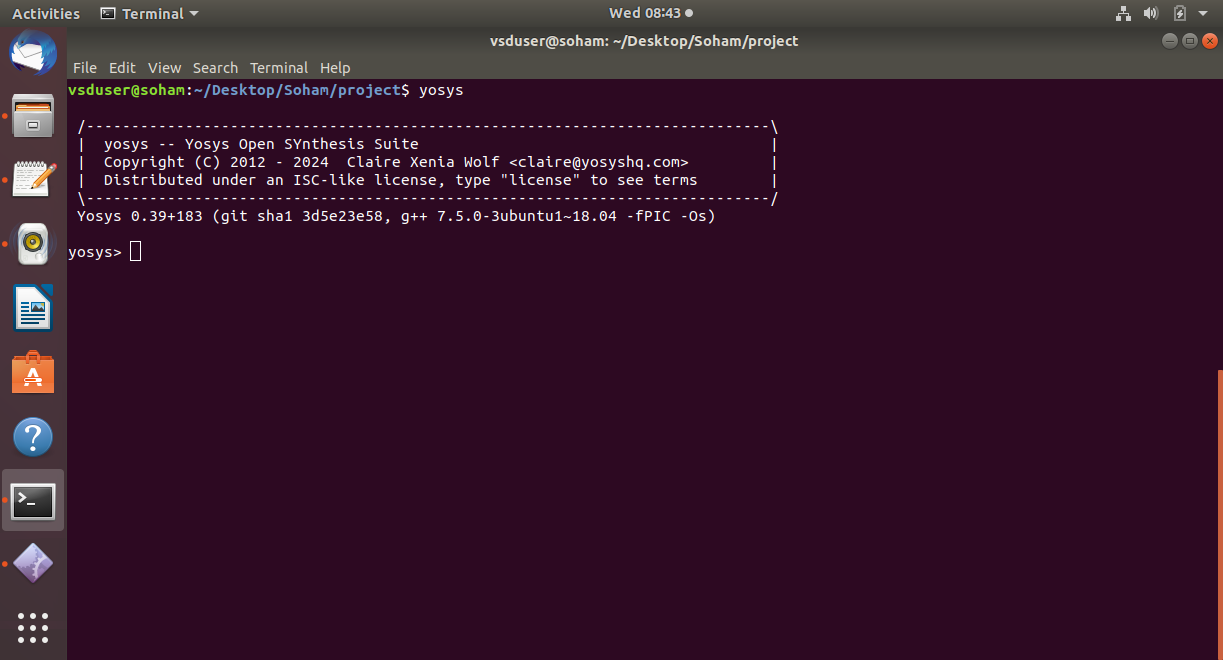 Activities Terminal Wed 08:43
vsduser@soham: ~/Desktop/Soham/project
File Edit View Search Terminal Help
vsduser@soham:~/Desktop/Soham/project$ yosys
/----------------------------------------------------------------------------\
|  yosys -- Yosys Open SYnthesis Suite                                       |
|  Copyright (C) 2012 - 2024  Claire Xenia Wolf <claire@yosyshq.com>         |
|  Distributed under an ISC-like license, type "license" to see terms        |
\----------------------------------------------------------------------------/
Yosys 0.39+183 (git sha1 3d5e23e58, g++ 7.5.0-3ubuntu1~18.04 -fPIC -Os)
yosys>